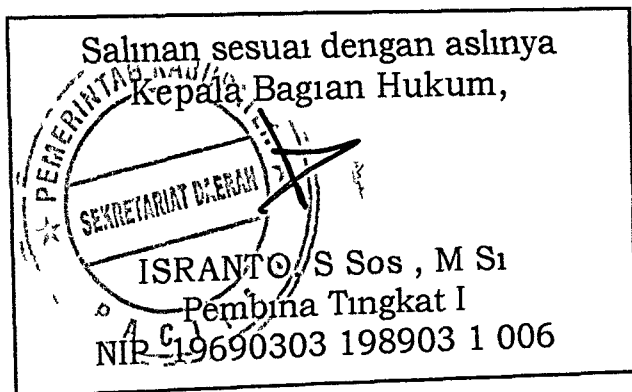 Salinan sesuai dengan aslinya
Kepala Bagian Hukum,
PEMERINTAH
SEKRETARIAT DAERAH
ISRANTO, S Sos , M Si
Pembina Tingkat I
NIP 19690303 198903 1 006